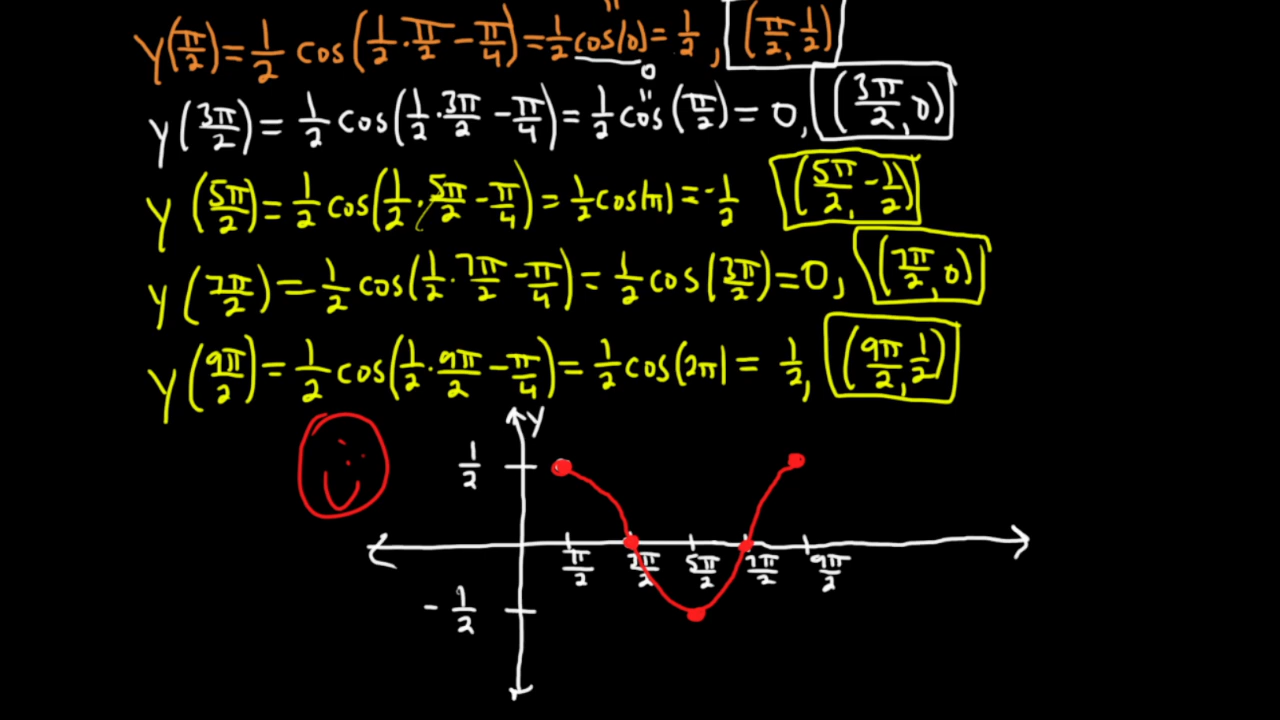 y(π/2) = 1/2 cos(1/2 · π/2 − π/4) = 1/2 cos(0) = 1/2, (π/2, 1/2)
0
y(3π/2) = 1/2 cos(1/2 · 3π/2 − π/4) = 1/2 cos(π/2) = 0, (3π/2, 0)
y(5π/2) = 1/2 cos(1/2 · 5π/2 − π/4) = 1/2 cos(π) = -1/2 (5π/2, -1/2)
y(7π/2) = 1/2 cos(1/2 · 7π/2 − π/4) = 1/2 cos(3π/2) = 0, (7π/2, 0)
y(9π/2) = 1/2 cos(1/2 · 9π/2 − π/4) = 1/2 cos(2π) = 1/2, (9π/2, 1/2)
y
1/2
π/2 3π/2 5π/2 7π/2 9π/2
- 1/2